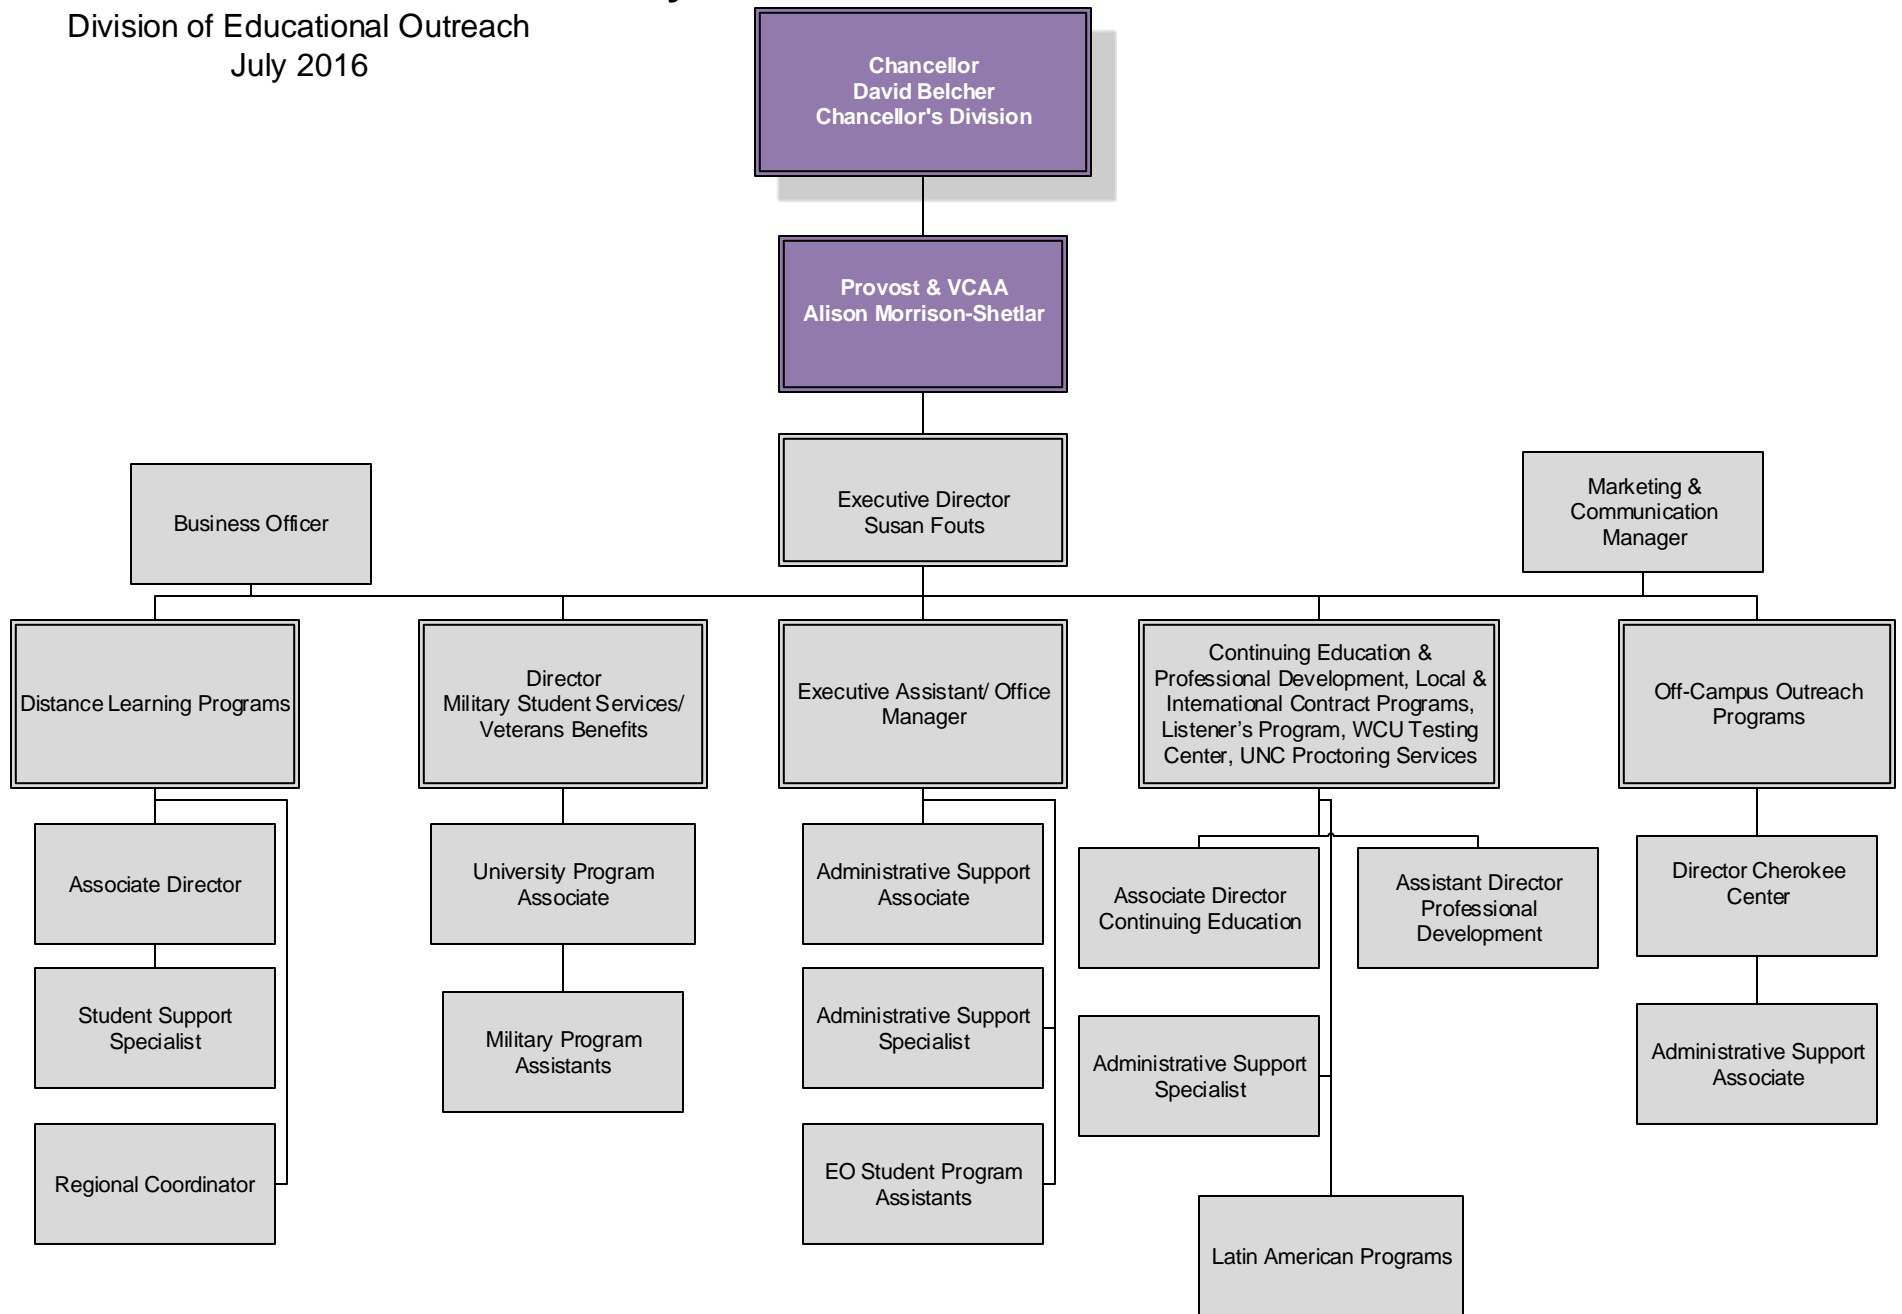 Division of Educational Outreach
July 2016
Chancellor
David Belcher
Chancellor's Division
Provost & VCAA
Alison Morrison-Shetlar
Executive Director
Susan Fouts
Business Officer
Marketing &
Communication
Manager
Distance Learning Programs
Director
Military Student Services/
Veterans Benefits
Executive Assistant/ Office
Manager
Continuing Education &
Professional Development, Local &
International Contract Programs,
Listener’s Program, WCU Testing
Center, UNC Proctoring Services
Off-Campus Outreach
Programs
Associate Director
Student Support
Specialist
Regional Coordinator
University Program
Associate
Military Program
Assistants
Administrative Support
Associate
Administrative Support
Specialist
EO Student Program
Assistants
Associate Director
Continuing Education
Assistant Director
Professional
Development
Administrative Support
Specialist
Latin American Programs
Director Cherokee
Center
Administrative Support
Associate